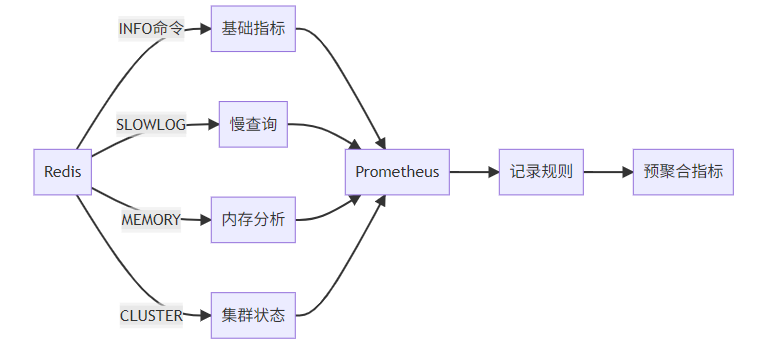 INFO命令
基础指标
SLOWLOG
慢查询
Redis
Prometheus
记录规则
预聚合指标
MEMORY
内存分析
CLUSTER
集群状态